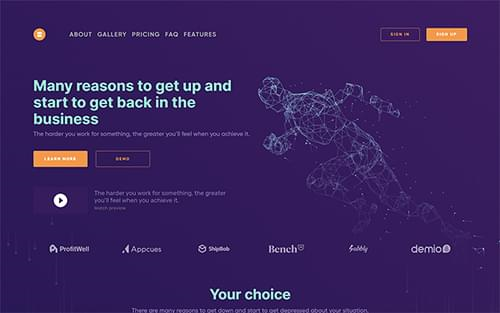 ABOUT GALLERY PRICING FAQ FEATURES
SIGN IN
SIGN UP
Many reasons to get up and
start to get back in the
business
The harder you work for something, the greater you'll feel when you achieve it.
LEARN MORE
DEMO
The harder you work for something, the greater
you'll feel when you achieve it.
Watch preview
ProfitWell
Appcues
ShipBob
Bench
demio
Your choice
There are many reasons to get down and start to get depressed about your situation.